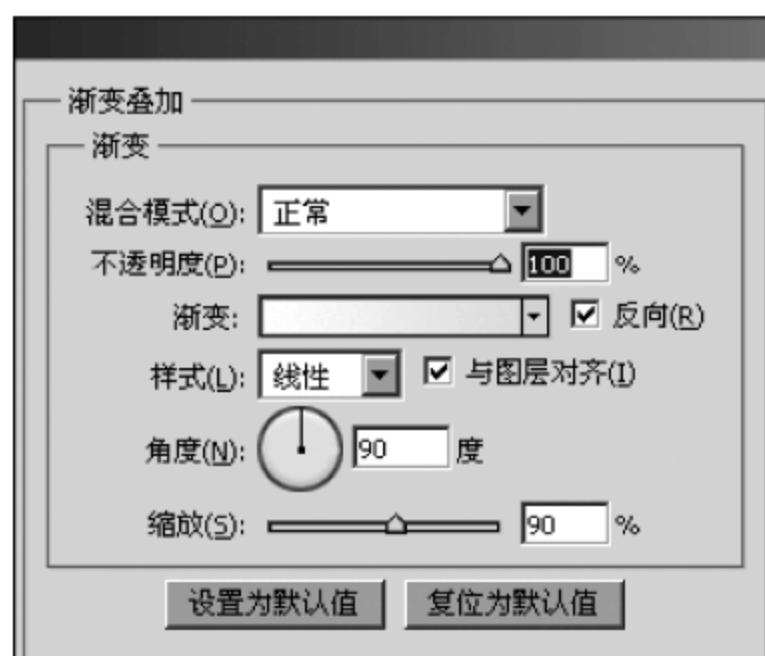 渐变叠加
渐变
混合模式(O): 正常
不透明度(P): 100 %
渐变: 反向(R)
样式(L): 线性 与图层对齐(I)
角度(N): 90 度
缩放(S): 90 %
设置为默认值 复位为默认值